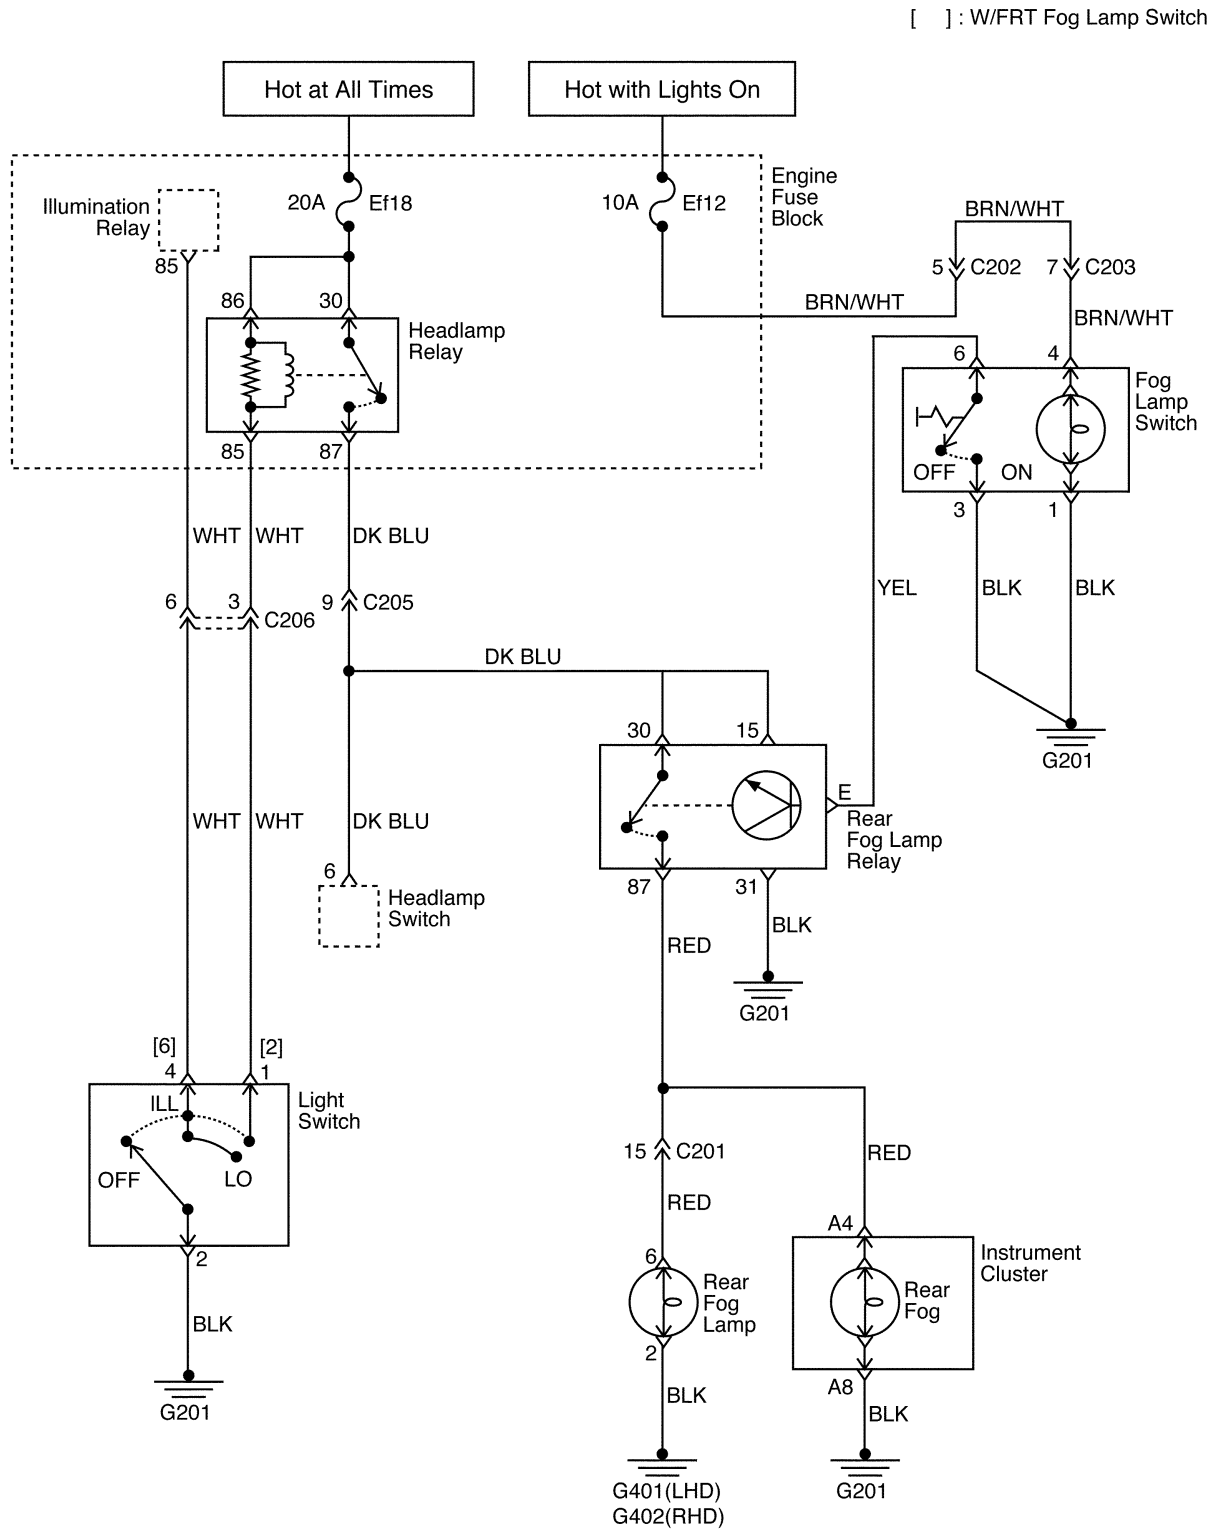 [ ] : W/FRT Fog Lamp Switch
Hot at All Times
Hot with Lights On
Engine
Fuse
Block
Illumination
Relay
20A
Ef18
10A
Ef12
BRN/WHT
85
5
C202
7
C203
86
30
BRN/WHT
BRN/WHT
Headlamp
Relay
6
4
Fog
Lamp
Switch
85
87
OFF
ON
3
1
WHT
WHT
DK BLU
YEL
BLK
BLK
6
3
C206
9
C205
DK BLU
30
15
G201
E
WHT
WHT
DK BLU
Rear
Fog Lamp
Relay
6
87
31
Headlamp
Switch
BLK
RED
G201
[6]
[2]
4
1
ILL
Light
Switch
OFF
LO
15
C201
RED
RED
2
A4
6
Rear
Fog
Lamp
Rear
Fog
Instrument
Cluster
BLK
2
A8
BLK
BLK
G201
G401(LHD)
G402(RHD)
G201